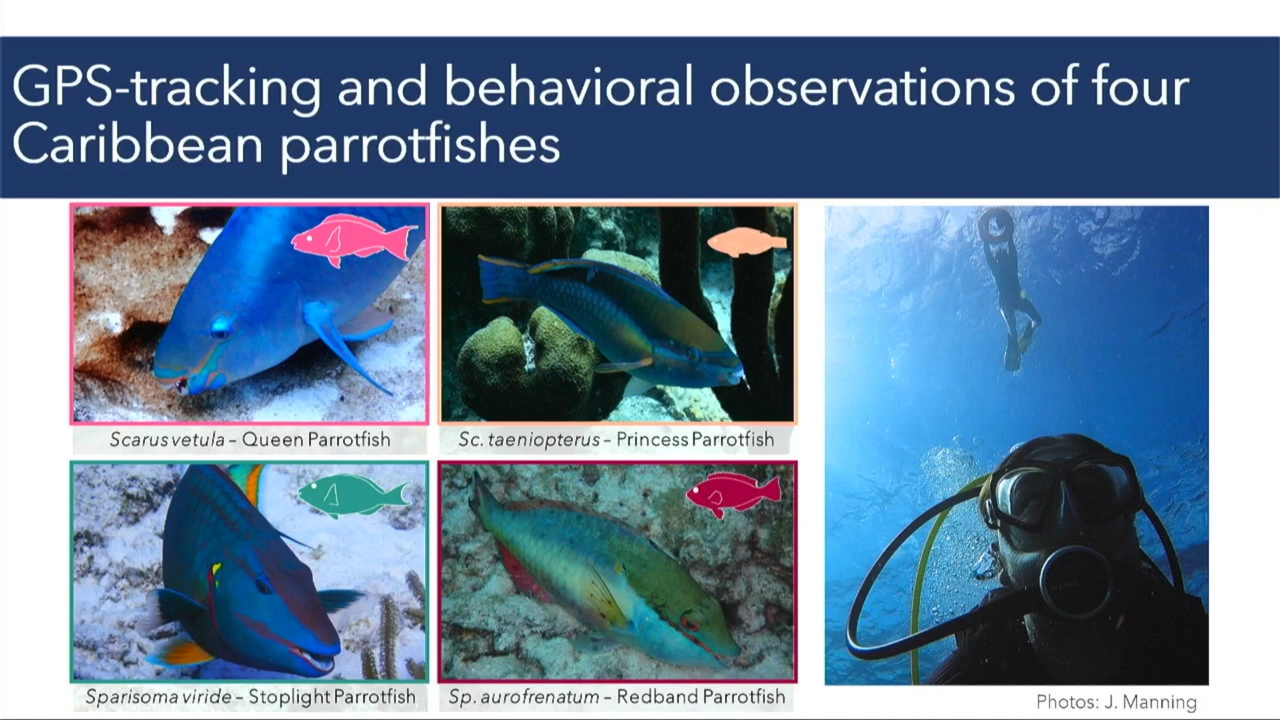 GPS-tracking and behavioral observations of four
Caribbean parrotfishes
Scarus vetula – Queen Parrotfish
Sc. taeniopterus – Princess Parrotfish
Sparisoma viride – Stoplight Parrotfish
Sp. aurofrenatum – Redband Parrotfish
Photos: J. Manning